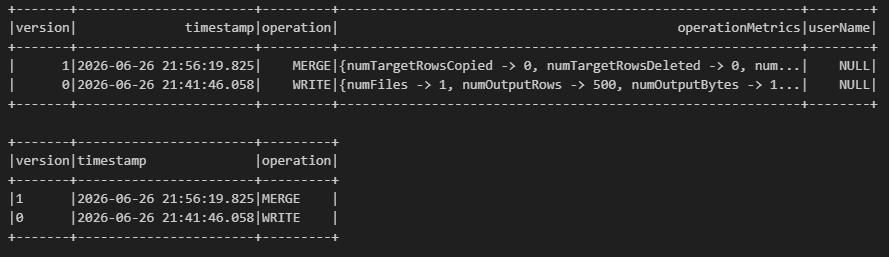 +-------+-----------------------+---------+------------------------------------------------------------+--------+
|version|              timestamp|operation|                                            operationMetrics|userName|
+-------+-----------------------+---------+------------------------------------------------------------+--------+
|      1|2026-06-26 21:56:19.825|    MERGE|{numTargetRowsCopied -> 0, numTargetRowsDeleted -> 0, num...|    NULL|
|      0|2026-06-26 21:41:46.058|    WRITE|{numFiles -> 1, numOutputRows -> 500, numOutputBytes -> 1...|    NULL|
+-------+-----------------------+---------+------------------------------------------------------------+--------+
+-------+-----------------------+---------+
|version|timestamp              |operation|
+-------+-----------------------+---------+
|1      |2026-06-26 21:56:19.825|MERGE    |
|0      |2026-06-26 21:41:46.058|WRITE    |
+-------+-----------------------+---------+